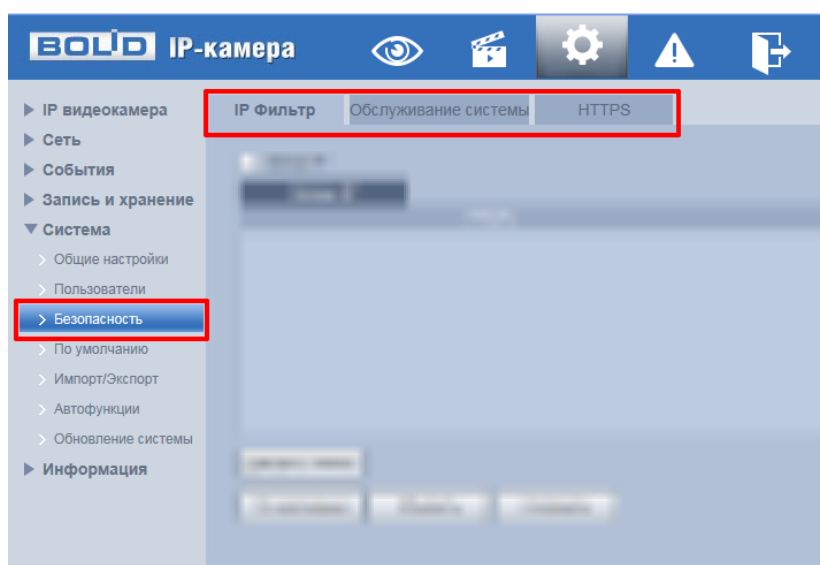 BOLID IP-камера
IP видеокамера
Сеть
События
Запись и хранение
Система
Общие настройки
Пользователи
Безопасность
По умолчанию
Импорт/Экспорт
Автофункции
Обновление системы
Информация
IP Фильтр Обслуживание системы HTTPS